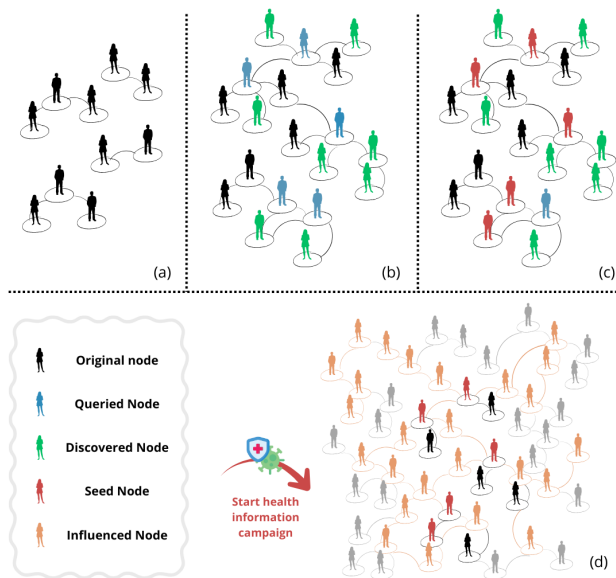 (a)
(b)
(c)
Original node
Queried Node
Discovered Node
Seed Node
Influenced Node
Start health
information
campaign
(d)